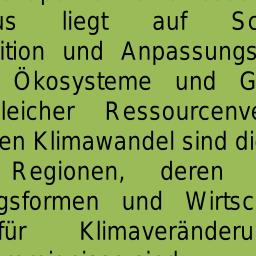 us liegt auf Sc
ition und Anpassungs
Ökosysteme und G
leicher Ressourcenve
en Klimawandel sind di
Regionen, deren
gsformen und Wirtsc
für Klimaveränderu